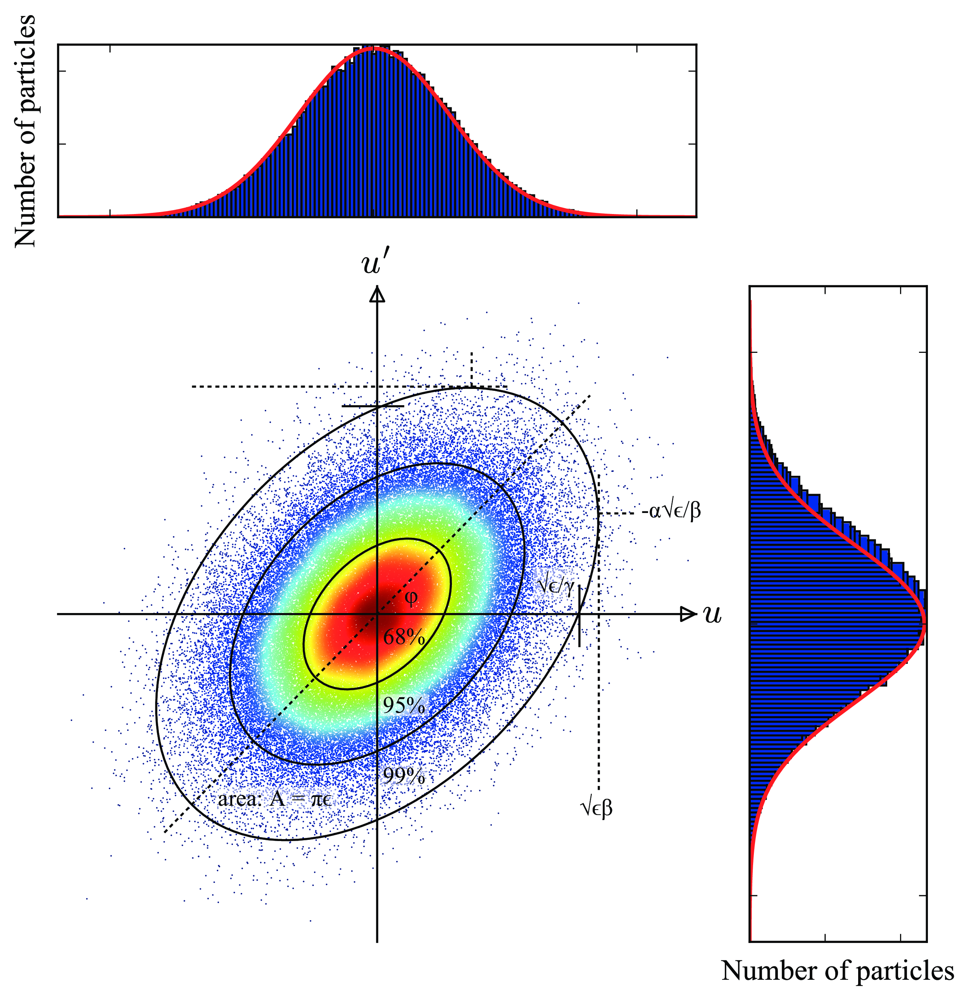 Number of particles
u′
-α√ϵ/β
√ϵ/γ
φ
u
68%
95%
99%
area: A = πϵ
√ϵβ
Number of particles